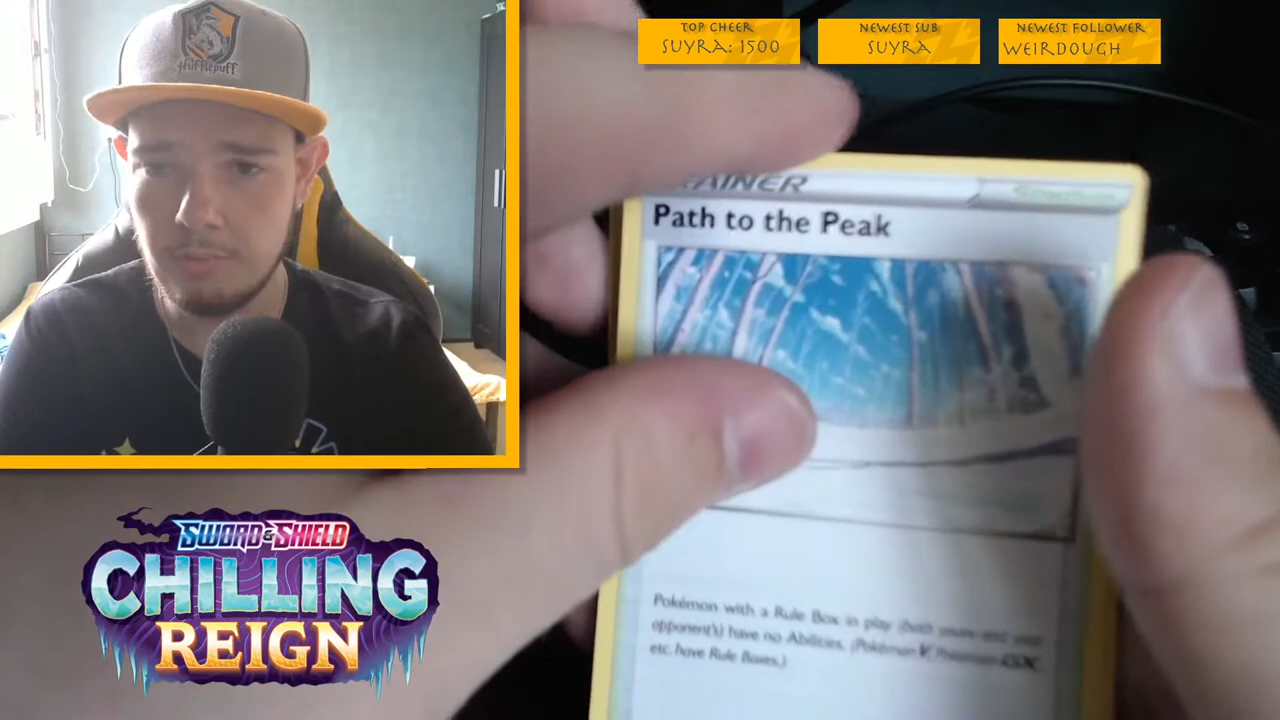 Hufflepuff
TOP CHEER
SUYRA: 1500
NEWEST SUB
SUYRA
NEWEST FOLLOWER
WEIRDOUGH
TRAINER
Path to the Peak
Pokémon with a Rule Box in play (both yours and your
opponent's) have no Abilities. (Pokémon V, Pokémon-GX,
etc. have Rule Boxes.)
SWORD & SHIELD
CHILLING
REIGN